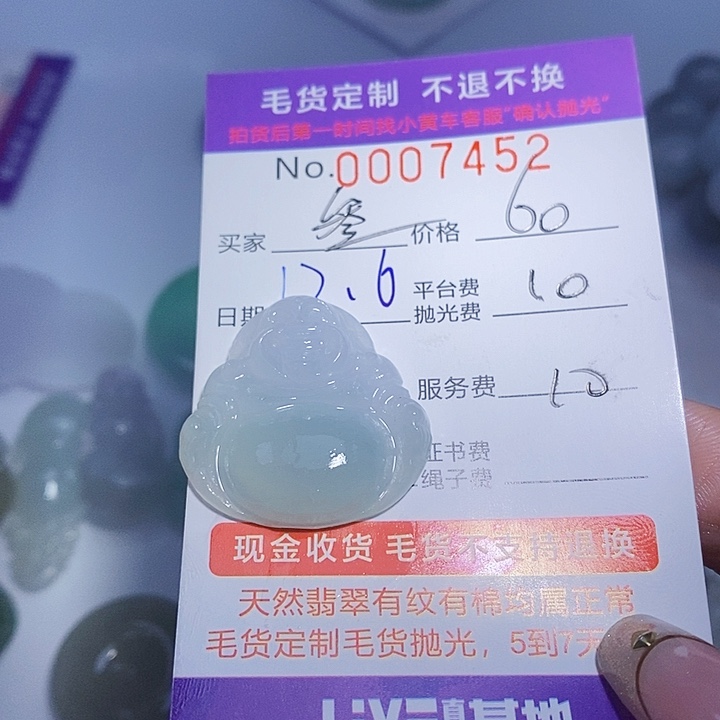 毛货定制 不退不换
拍货后第一时间找小黄车客服"确认抛光"
No.0007452
买家 价格 60
日期 12.6 平台费 10
抛光费
服务费 10
证书费
绳子费
现金收货 毛货不支持退换
天然翡翠有纹有棉均属正常
毛货定制毛货抛光，5到7天
基地